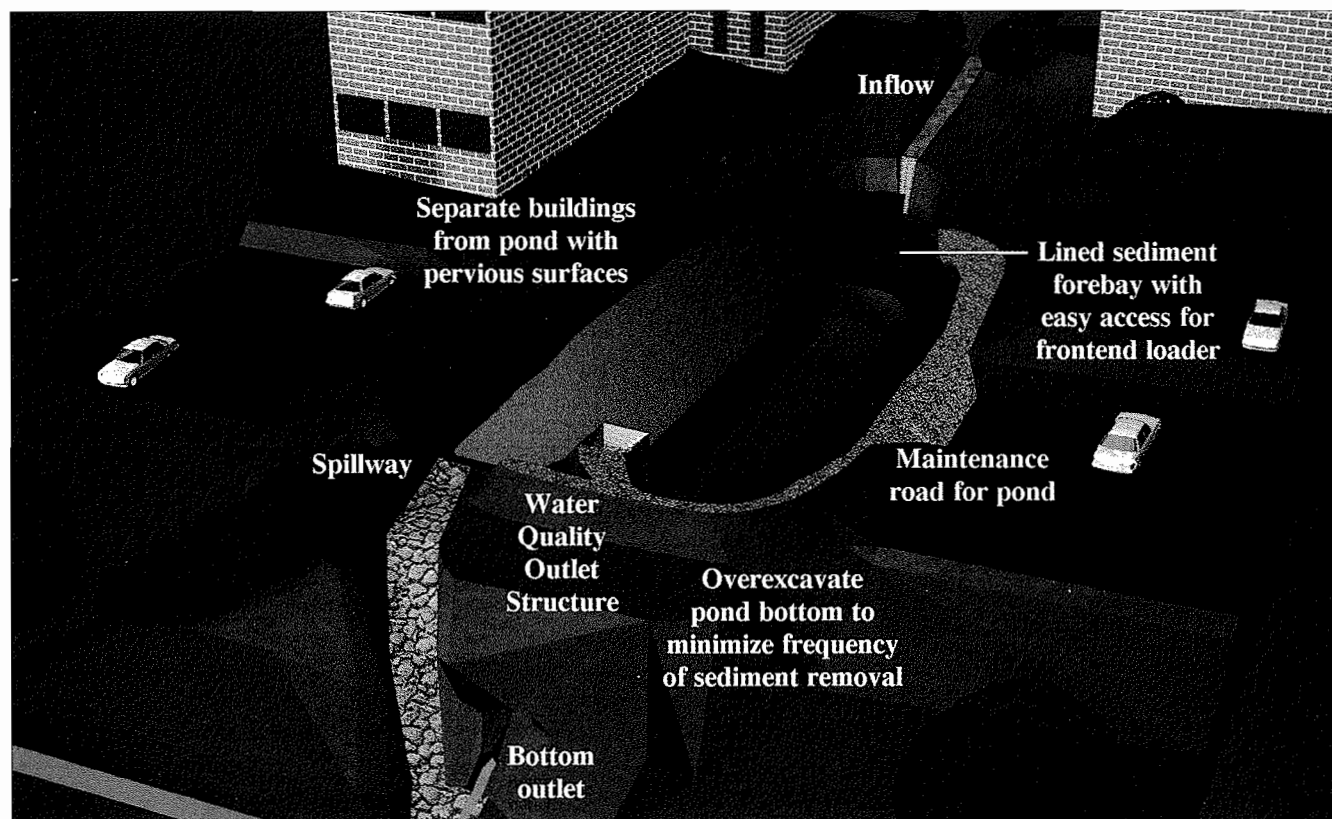 Inflow
Separate buildings
from pond with
pervious surfaces
Lined sediment
forebay with
easy access for
frontend loader
Spillway
Maintenance
road for pond
Water
Quality
Outlet
Structure
Overexcavate
pond bottom to
minimize frequency
of sediment removal
Bottom
outlet